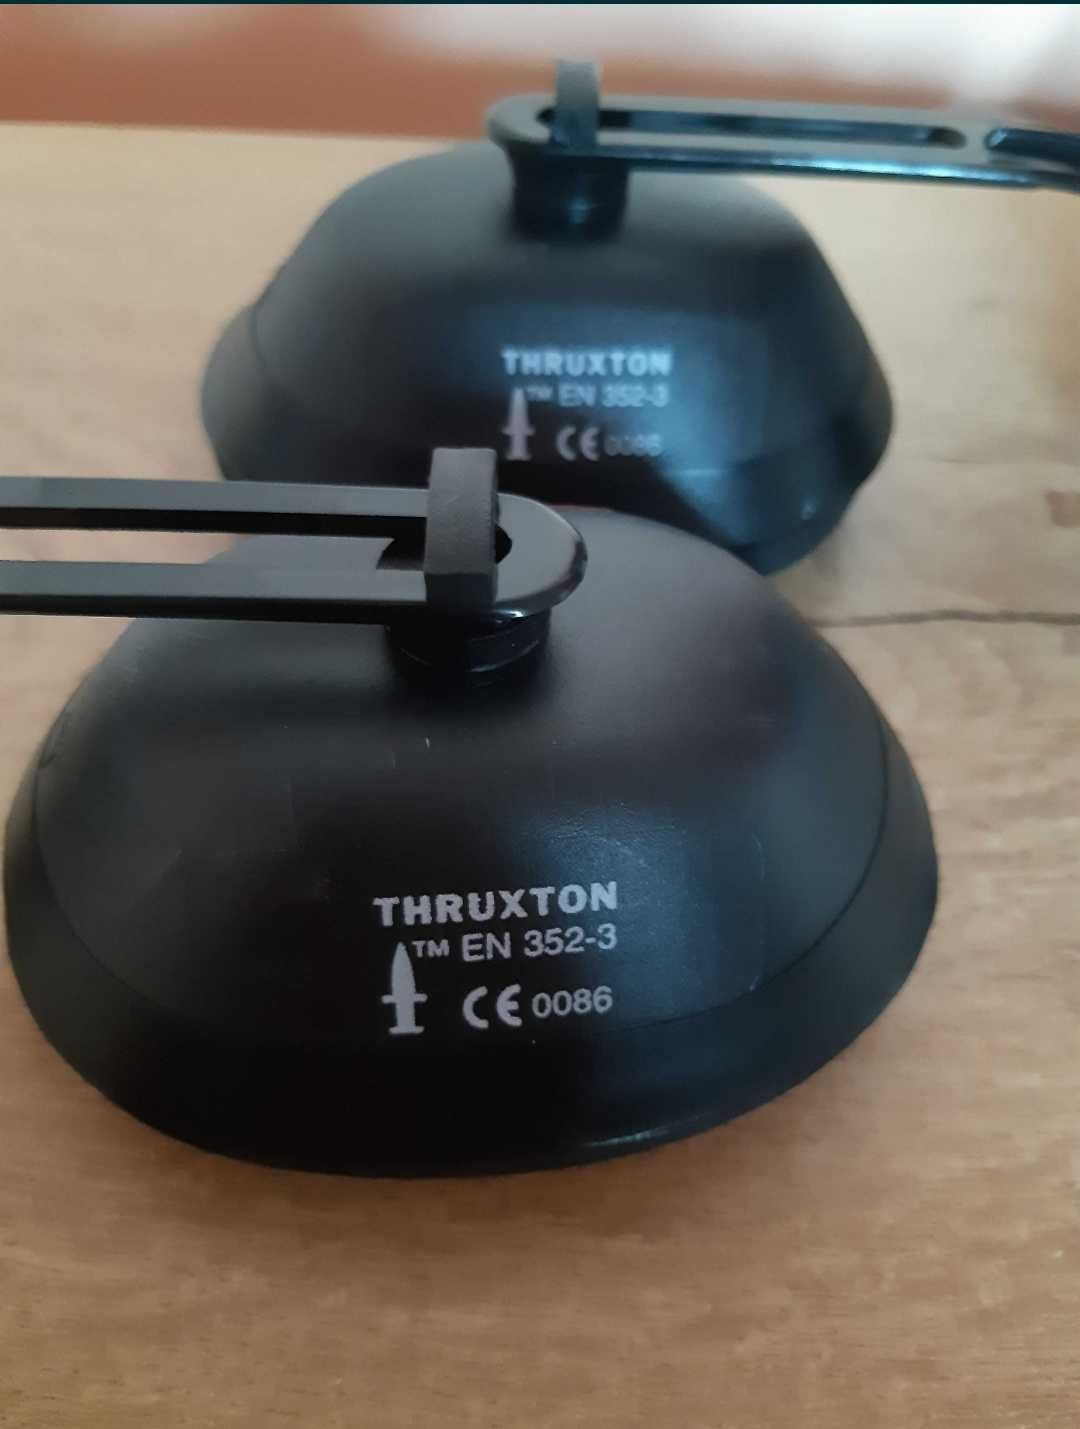 THRUXTON
™ EN 352-3
CE 0086
THRUXTON
™ EN 352-3
CE 0086